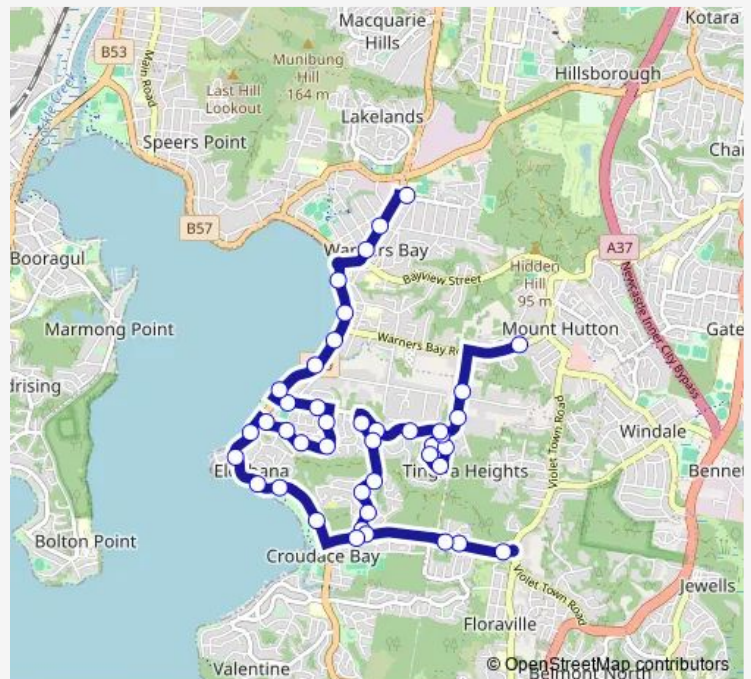 Macquarie
Hills
Kotara
B53
Main Road
Munibung
Hill
164 m
Last Hill
Lookout
Hillsborough
Lakelands
Speers Point
B57
Warners Bay
A37
Booragul
Bayview Street
Hidden
Hill
95 m
Newcastle Inner City Bypass
Marmong Point
Mount Hutton
Gate
Warners Bay R
drising
Violet Town Road
Windale
Tingira Heights
Bennet
Bolton Point
Croudace Bay
Violet Town Road
Jewells
Floraville
Valentine
Belmont North
© OpenStreetMap contributors